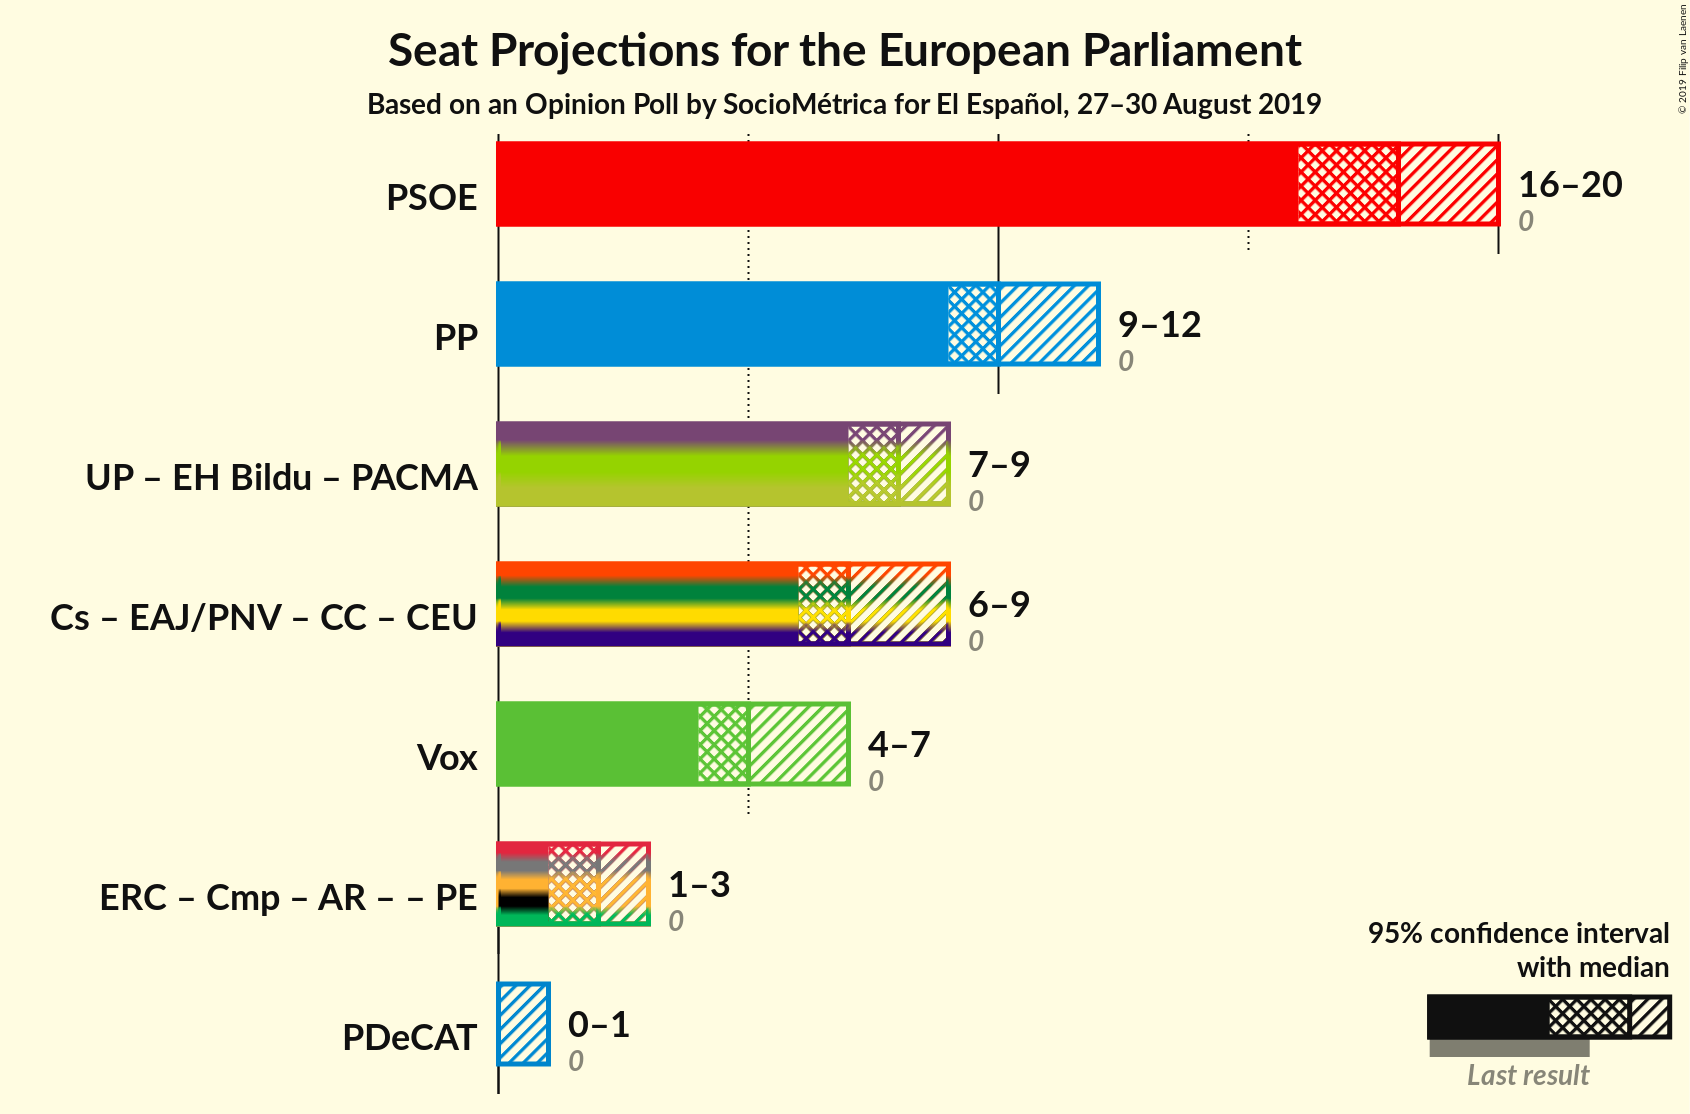 Seat Projections for the European Parliament
Based on an Opinion Poll by SocioMétrica for El Español, 27–30 August 2019
© 2019 Filip van Laenen
PSOE
16–20
0
PP
9–12
0
UP – EH Bildu – PACMA
7–9
0
Cs – EAJ/PNV – CC – CEU
6–9
0
Vox
4–7
0
ERC – Cmp – AR – – PE
1–3
0
PDeCAT
0–1
0
95% confidence interval
with median
Last result